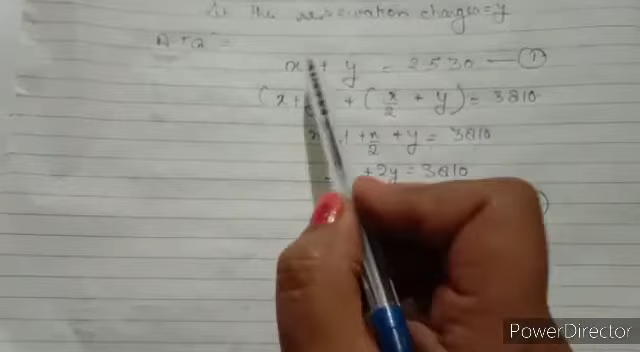 the reservation charges = y
A T Q =
x + y = 2530 — (1)
(x + + (x/2 + y) = 3810
+ x/2 + y = 3810
+ 2y = 3810
PowerDirector